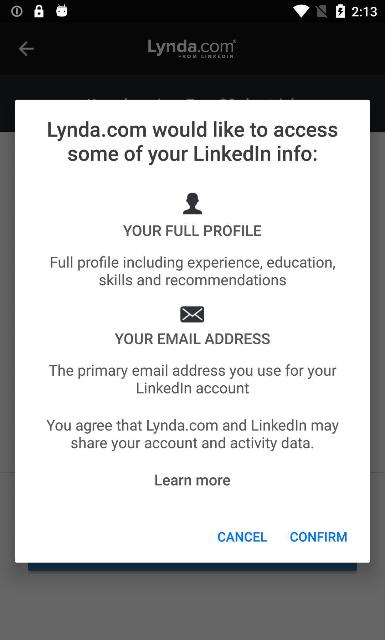 2:13
Lynda.com
FROM LINKEDIN
Lynda.com would like to access
some of your LinkedIn info:
YOUR FULL PROFILE
Full profile including experience, education,
skills and recommendations
YOUR EMAIL ADDRESS
The primary email address you use for your
LinkedIn account
You agree that Lynda.com and LinkedIn may
share your account and activity data.
Learn more
CANCEL CONFIRM